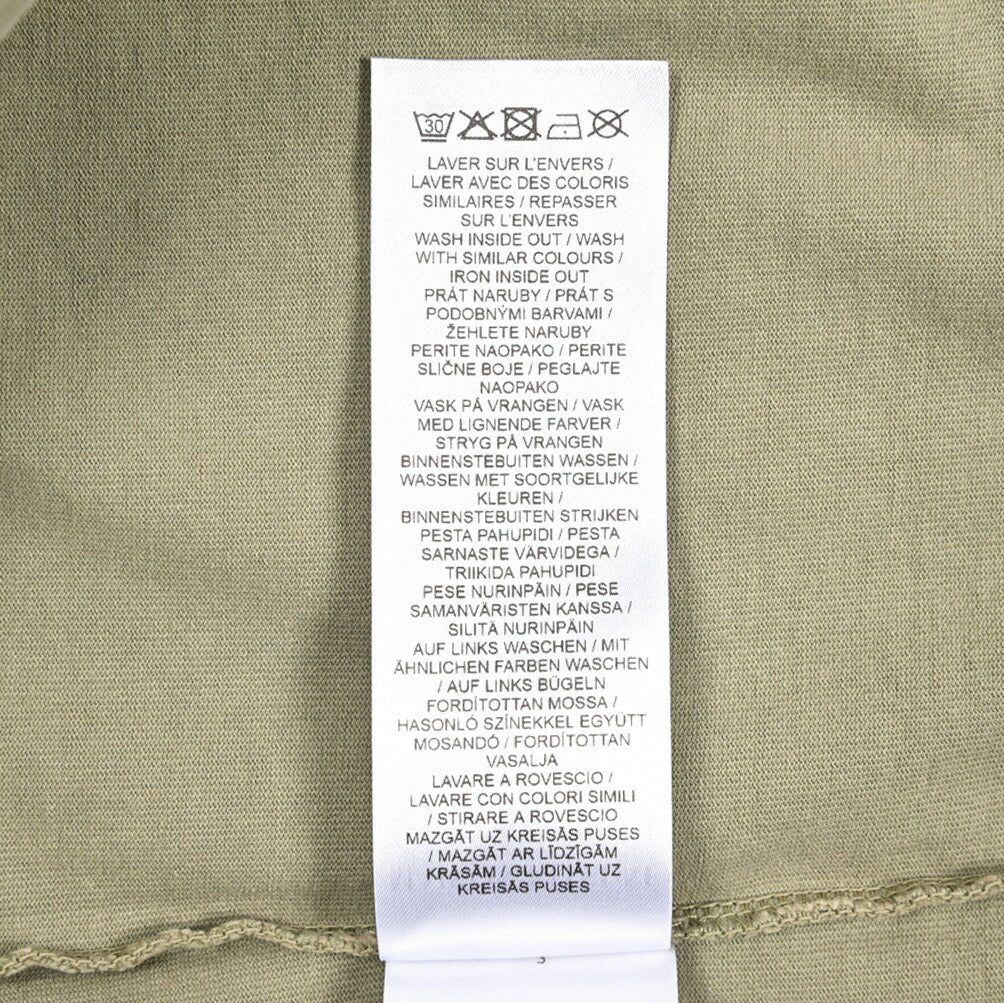 30
LAVER SUR L'ENVERS /
LAVER AVEC DES COLORIS
SIMILAIRES / REPASSER
SUR L'ENVERS
WASH INSIDE OUT / WASH
WITH SIMILAR COLOURS /
IRON INSIDE OUT
PRÁT NARUBY / PRÁT S
PODOBNÝMI BARVAMI /
ŽEHLETE NARUBY
PERITE NAOPAKO / PERITE
SLIČNE BOJE / PEGLAJTE
NAOPAKO
VASK PÅ VRANGEN / VASK
MED LIGNENDE FARVER /
STRYG PÅ VRANGEN
BINNENSTEBUITEN WASSEN /
WASSEN MET SOORTGELIJKE
KLEUREN /
BINNENSTEBUITEN STRIJKEN
PESTA PAHUPIDI / PESTA
SARNASTE VÄRVIDEGA /
TRIIKIDA PAHUPIDI
PESE NURINPÄIN / PESE
SAMANVÄRISTEN KANSSA /
SILITÄ NURINPÄIN
AUF LINKS WASCHEN / MIT
ÄHNLICHEN FARBEN WASCHEN
/ AUF LINKS BÜGELN
FORDÍTOTTAN MOSSA /
HASONLÓ SZÍNEKKEL EGYÜTT
MOSANDÓ / FORDÍTOTTAN
VASALJA
LAVARE A ROVESCIO /
LAVARE CON COLORI SIMILI
/ STIRARE A ROVESCIO
MAZGĀT UZ KREISĀS PUSES
/ MAZGĀT AR LĪDZĪGĀM
KRĀSĀM / GLUDINĀT UZ
KREISĀS PUSES
3